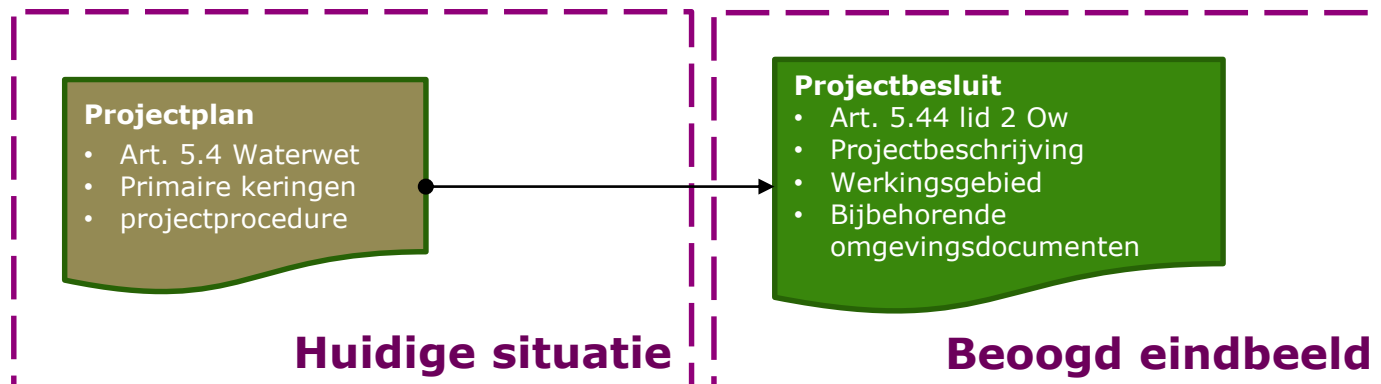 Projectplan
• Art. 5.4 Waterwet
• Primaire keringen
• projectprocedure
Huidige situatie
Projectbesluit
• Art. 5.44 lid 2 Ow
• Projectbeschrijving
• Werkingsgebied
• Bijbehorende
omgevingsdocumenten
Beoogd eindbeeld